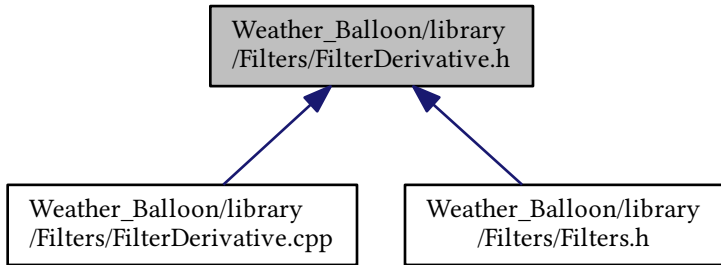 Weather_Balloon/library
/Filters/FilterDerivative.h
Weather_Balloon/library
/Filters/FilterDerivative.cpp
Weather_Balloon/library
/Filters/Filters.h